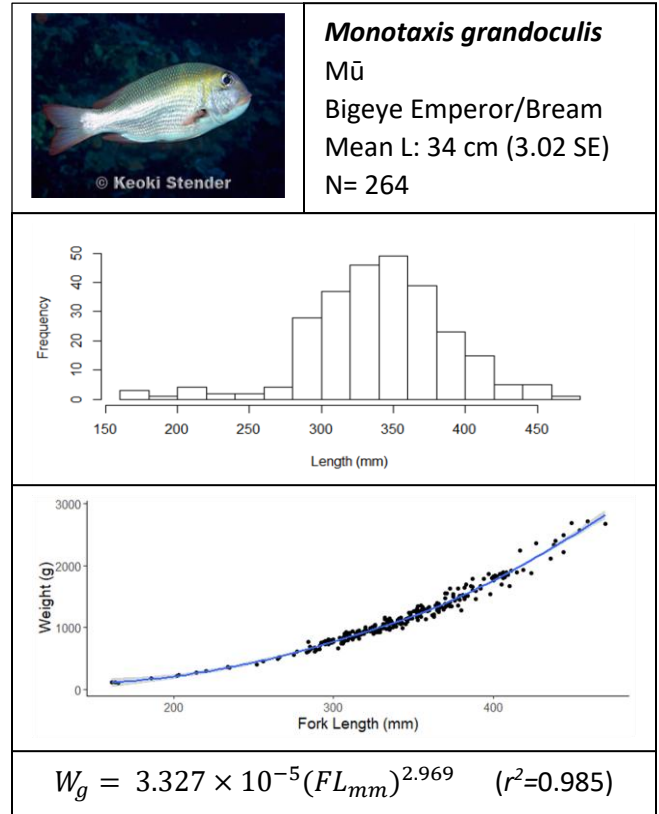 © Keoki Stender
Monotaxis grandoculis
Mū
Bigeye Emperor/Bream
Mean L: 34 cm (3.02 SE)
N= 264
Frequency
50
40
30
20
10
0
150 200 250 300 350 400 450
Length (mm)
Weight (g)
3000
2000
1000
0
200 300 400
Fork Length (mm)
W_g = 3.327 × 10⁻⁵(FL_mm)^2.969 (r²=0.985)